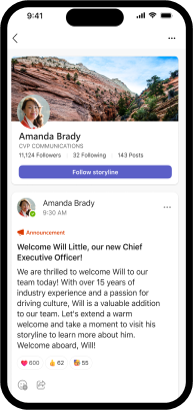 9:41
Amanda Brady
CVP COMMUNICATIONS
11,124 Followers 32 Following 143 Posts
Follow storyline
Amanda Brady
9:30 AM
Announcement
Welcome Will Little, our new Chief
Executive Officer!
We are thrilled to welcome Will to our
team today! With over 15 years of
industry experience and a passion for
driving culture, Will is a valuable addition
to our team. Let's extend a warm
welcome and take a moment to visit his
storyline to learn more about him.
Welcome aboard, Will!
600 62 55